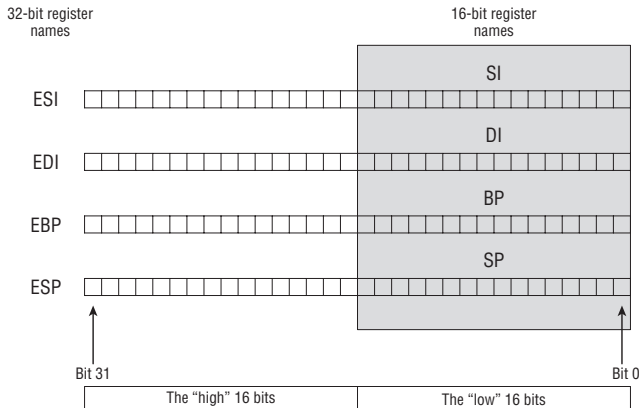 32-bit register
names
16-bit register
names
SI
ESI
DI
EDI
BP
EBP
SP
ESP
Bit 31
Bit 0
The “high” 16 bits
The “low” 16 bits